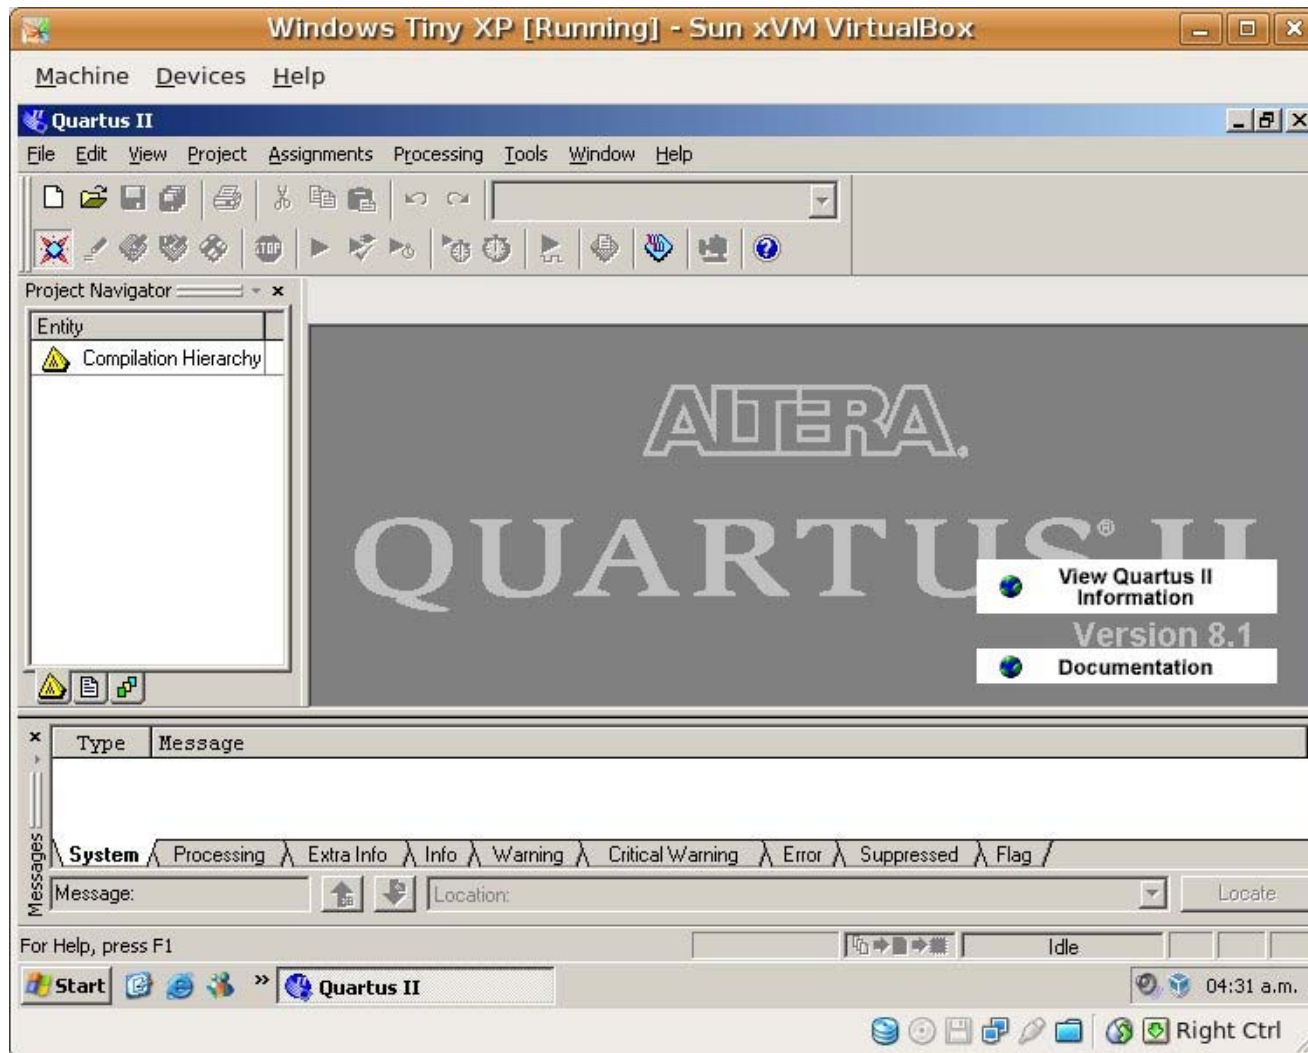 Windows Tiny XP [Running] - Sun xVM VirtualBox
Machine Devices Help
Quartus II
File Edit View Project Assignments Processing Tools Window Help
STOP
Project Navigator
Entity
Compilation Hierarchy
ALTERA
QUARTUS® II
View Quartus II
Information
Version 8.1
Documentation
Type Message
System Processing Extra Info Info Warning Critical Warning Error Suppressed Flag
Messages
Message: Location: Locate
For Help, press F1 Idle
Start » Quartus II 04:31 a.m.
Right Ctrl